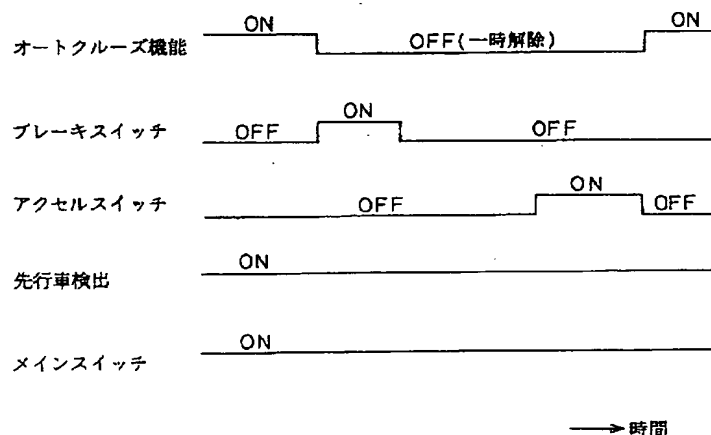 ON
ON
オートクルーズ機能
OFF(一時解除)
ON
ブレーキスイッチ
OFF
OFF
ON
アクセルスイッチ
OFF
OFF
ON
先行車検出
ON
メインスイッチ
→時間